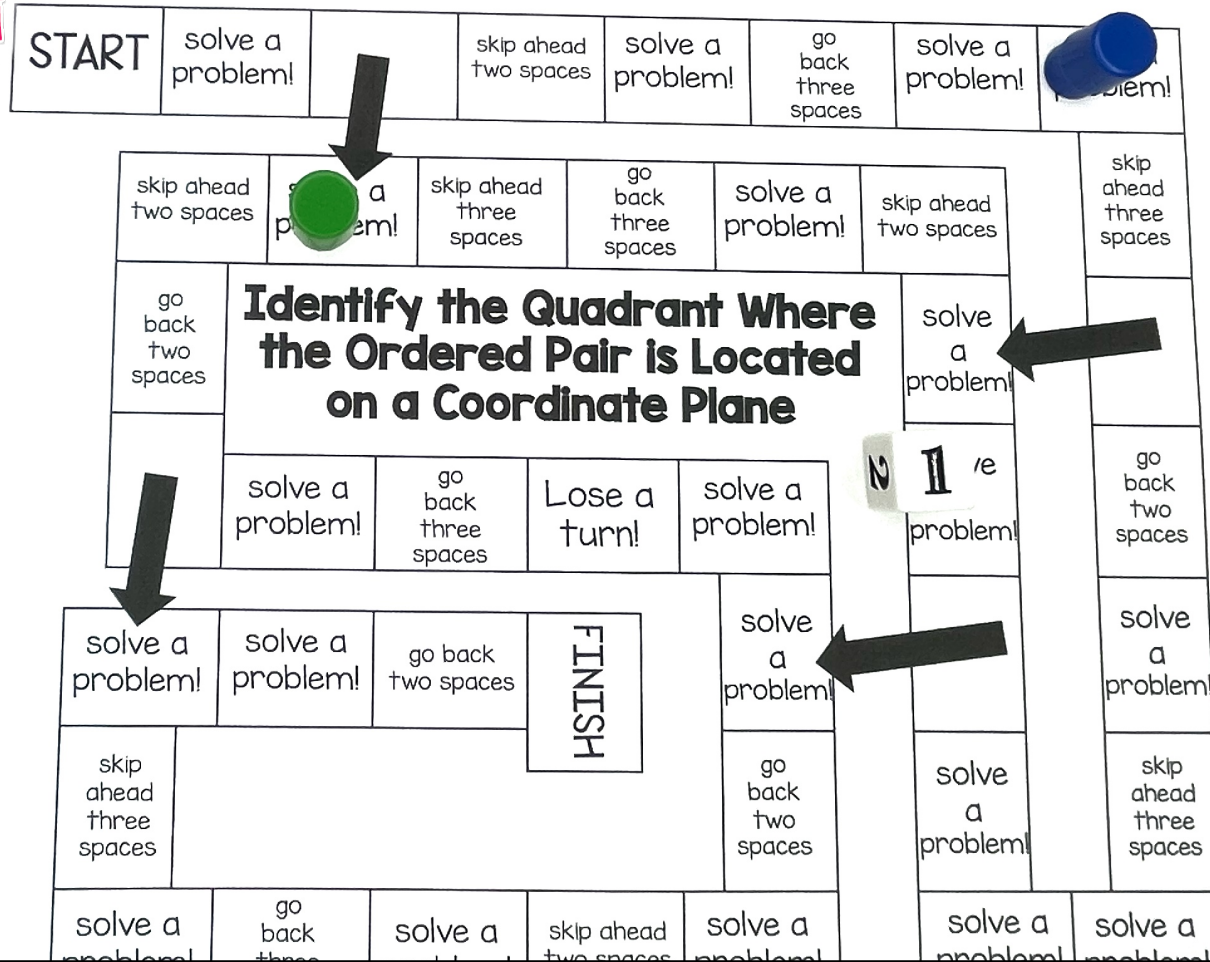 START
solve a
problem!
skip ahead
two spaces
solve a
problem!
go
back
three
spaces
solve a
problem!
skip
ahead
three
spaces
go
back
two
spaces
solve
a
problem!
skip
ahead
three
spaces
solve a
solve a
solve
a
problem!
problem!
1
2
solve
a
problem!
skip ahead
two spaces
solve a
problem!
go
back
three
spaces
skip ahead
three
spaces
a
skip ahead
two spaces
go
back
two
spaces
Identify the Quadrant Where
the Ordered Pair is Located
on a Coordinate Plane
solve a
problem!
go
back
three
spaces
Lose a
turn!
solve a
problem!
solve
a
problem!
go
back
two
spaces
solve a
skip ahead
two spaces
solve a
go
back
three
solve a
skip
ahead
three
spaces
solve a
problem!
solve a
problem!
go back
two spaces
FINISH